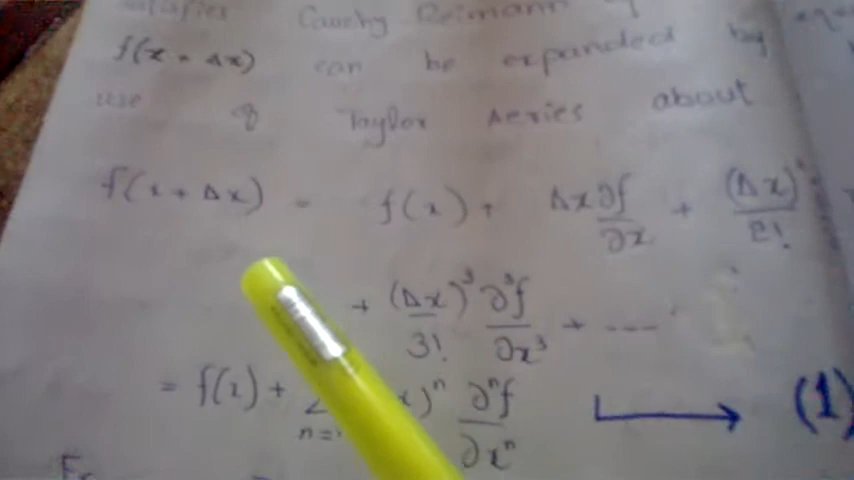 satisfies Cauchy Reimann
f(x + Δx) can be expanded by
use of Taylor series about
f(x + Δx) = f(x) + Δx ∂f/∂x + (Δx)/2!
+ (Δx)³/3! ∂³f/∂x³ + ----
= f(x) + Σ n= x)ⁿ ∂ⁿf/∂xⁿ (1)